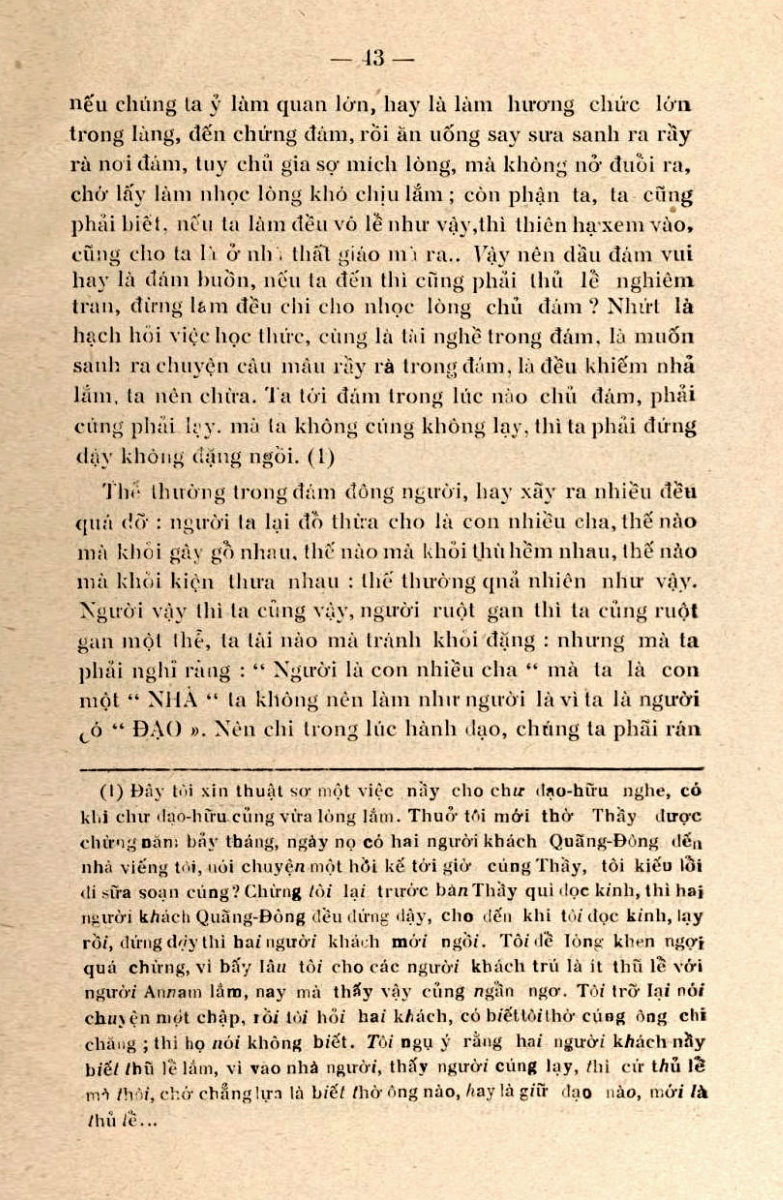 — 43 —
nếu chúng ta ỷ làm quan lớn, hay là làm hương chức lớn
trong làng, đến chứng đám, rồi ăn uống say sưa sanh ra rầy
rà nơi đám, tuy chủ gia sợ mích lòng, mà không nở đuổi ra,
chớ lấy làm nhọc lòng khó chịu lắm ; còn phận ta, ta cũng
phải biết, nếu ta làm đều vô lễ như vậy,thì thiên hạ xem vào,
cũng cho ta là ở nhà thất giáo mà ra.. Vậy nên dầu đám vui
hay là đám buồn, nếu ta đến thì cũng phải thủ lề nghiêm
tran, đừng làm đều chi cho nhọc lòng chủ đám ? Nhứt là
hạch hỏi việc học thức, cùng là tài nghề trong đám, là muốn
sanh ra chuyện câu mâu rầy rà trong đám, là đều khiếm nhả
lắm, ta nên chừa. Ta tới đám trong lúc nào chủ đám, phải
cúng phải lạy. mà ta không cúng không lạy, thì ta phải đứng
dậy không đặng ngồi. (1)
Thế thường trong đám đông người, hay xãy ra nhiều đều
quá dỡ : người ta lại đổ thừa cho là con nhiều cha, thế nào
mà khỏi gây gổ nhau, thế nào mà khỏi thù hềm nhau, thế nào
mà khỏi kiện thưa nhau : thế thường quả nhiên như vậy.
Người vậy thì ta củng vậy, người ruột gan thì ta củng ruột
gan một thể, ta tài nào mà tránh khỏi đặng : nhưng mà ta
phải nghỉ rằng : “ Người là con nhiều cha “ mà ta là con
một “ NHÀ “ ta không nên làm như người là vì ta là người
có “ ĐẠO ». Nên chi trong lúc hành đạo, chúng ta phãi rán
(1) Đây tôi xin thuật sơ một việc nầy cho chư đạo-hữu nghe, có
khi chư đạo-hữu củng vừa lòng lắm. Thuở tôi mới thờ Thầy được
chừng năm bảy tháng, ngày nọ có hai người khách Quãng-Đông đến
nhà viếng tôi, nói chuyện một hồi kế tới giờ cúng Thầy, tôi kiếu lỗi
đi sữa soạn cúng? Chừng tôi lại trước bàn Thầy quì đọc kinh, thì hai
người khách Quãng-Đông đều đứng dậy, cho đến khi tôi đọc kinh, lạy
rồi, đứng dậy thì hai người khách mới ngồi. Tôi để lòng khen ngợi
quá chừng, vì bấy lâu tôi cho các người khách trú là ít thũ lề với
người Annam lắm, nay mà thấy vậy củng ngẩn ngơ. Tôi trỡ lại nói
chuyện một chập, rồi tôi hỏi hai khách, có biết tôi thờ cúng ông chi
chăng ; thì họ nói không biết. Tôi ngụ ý rằng hai người khách nầy
biết thũ lề lắm, vì vào nhà người, thấy người cúng lạy, thì cứ thủ lề
mà thôi, chớ chẳng lựa là biết thờ ông nào, hay là giữ đạo nào, mới là
thủ lề...